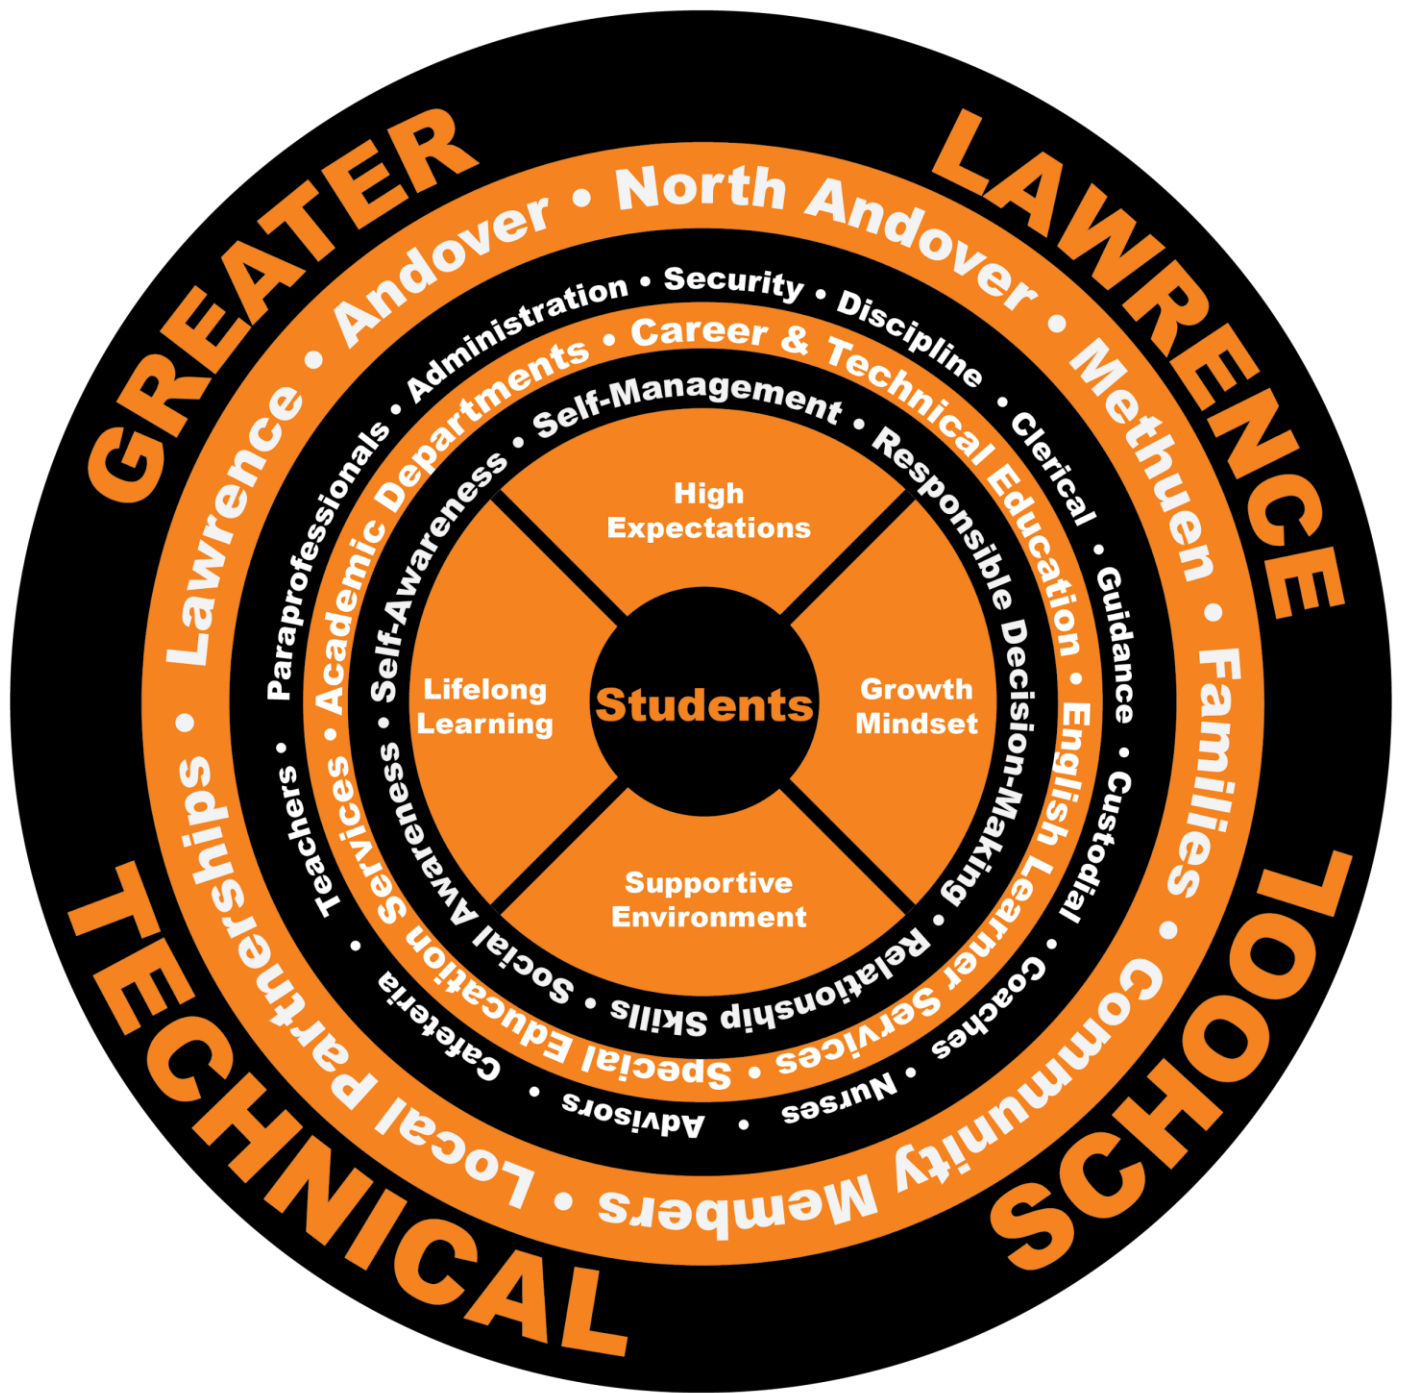 GREATER
LAWRENCE
TECHNICAL
SCHOOL
Lawrence • Andover • North Andover • Methuen • Families • Community Members • Local Partnerships •
Paraprofessionals • Administration • Security • Discipline • Clerical • Guidance • Custodial • Coaches • Nurses • Advisors • Cafeteria • Teachers •
Academic Departments • Career & Technical Education • English Learner Services • Special Education Services •
Self-Awareness • Self-Management • Responsible Decision-Making • Relationship Skills • Social Awareness •
High
Expectations
Lifelong
Learning
Students
Growth
Mindset
Supportive
Environment